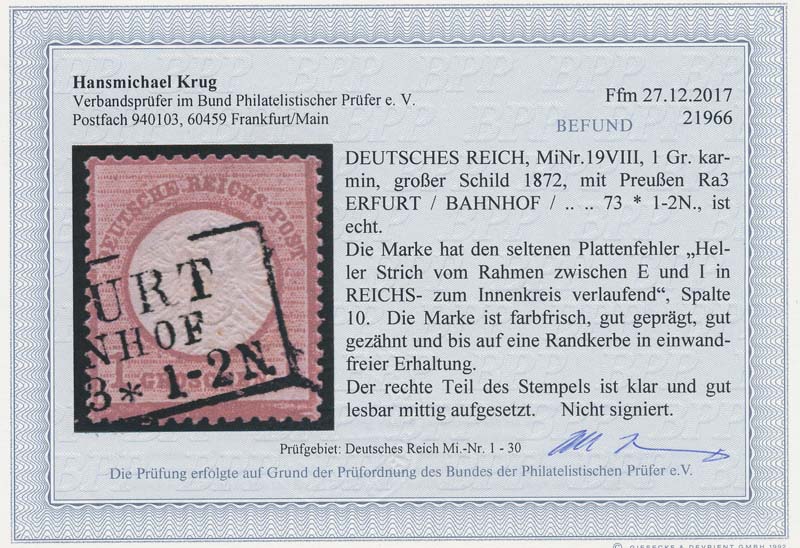 Hansmichael Krug
Verbandsprüfer im Bund Philatelistischer Prüfer e. V.
Postfach 940103, 60459 Frankfurt/Main
Ffm 27.12.2017
BEFUND 21966
DEUTSCHES REICH, MiNr.19VIII, 1 Gr. kar-
min, großer Schild 1872, mit Preußen Ra3
ERFURT / BAHNHOF / .. .. 73 * 1-2N., ist
echt.
Die Marke hat den seltenen Plattenfehler „Hel-
ler Strich vom Rahmen zwischen E und I in
REICHS- zum Innenkreis verlaufend“, Spalte
10. Die Marke ist farbfrisch, gut geprägt, gut
gezähnt und bis auf eine Randkerbe in einwand-
freier Erhaltung.
Der rechte Teil des Stempels ist klar und gut
lesbar mittig aufgesetzt. Nicht signiert.
DEUTSCHE REICHS-POST
URT
NHOF
3 * 1-2N
Prüfgebiet: Deutsches Reich Mi.-Nr. 1 - 30
Die Prüfung erfolgte auf Grund der Prüfordnung des Bundes der Philatelistischen Prüfer e.V.